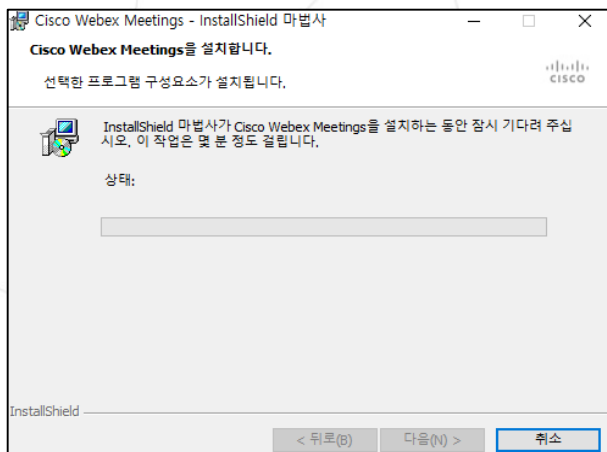 Cisco Webex Meetings - InstallShield 마법사
Cisco Webex Meetings을 설치합니다.
선택한 프로그램 구성요소가 설치됩니다.
CISCO
InstallShield 마법사가 Cisco Webex Meetings을 설치하는 동안 잠시 기다려 주십
시오. 이 작업은 몇 분 정도 걸립니다.
상태:
InstallShield
< 뒤로(B) 다음(N) > 취소